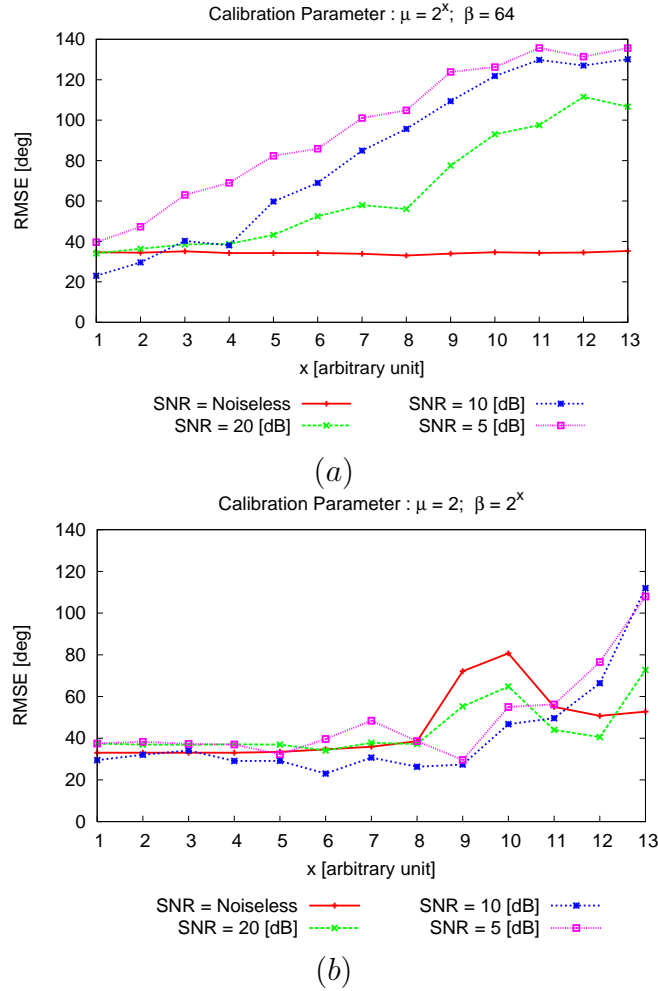 Calibration Parameter : μ = 2^x; β = 64
140
120
100
80
60
40
20
0
RMSE [deg]
1 2 3 4 5 6 7 8 9 10 11 12 13
x [arbitrary unit]
SNR = Noiseless SNR = 10 [dB]
SNR = 20 [dB] SNR = 5 [dB]
(a)
Calibration Parameter : μ = 2; β = 2^x
140
120
100
80
60
40
20
0
RMSE [deg]
1 2 3 4 5 6 7 8 9 10 11 12 13
x [arbitrary unit]
SNR = Noiseless SNR = 10 [dB]
SNR = 20 [dB] SNR = 5 [dB]
(b)